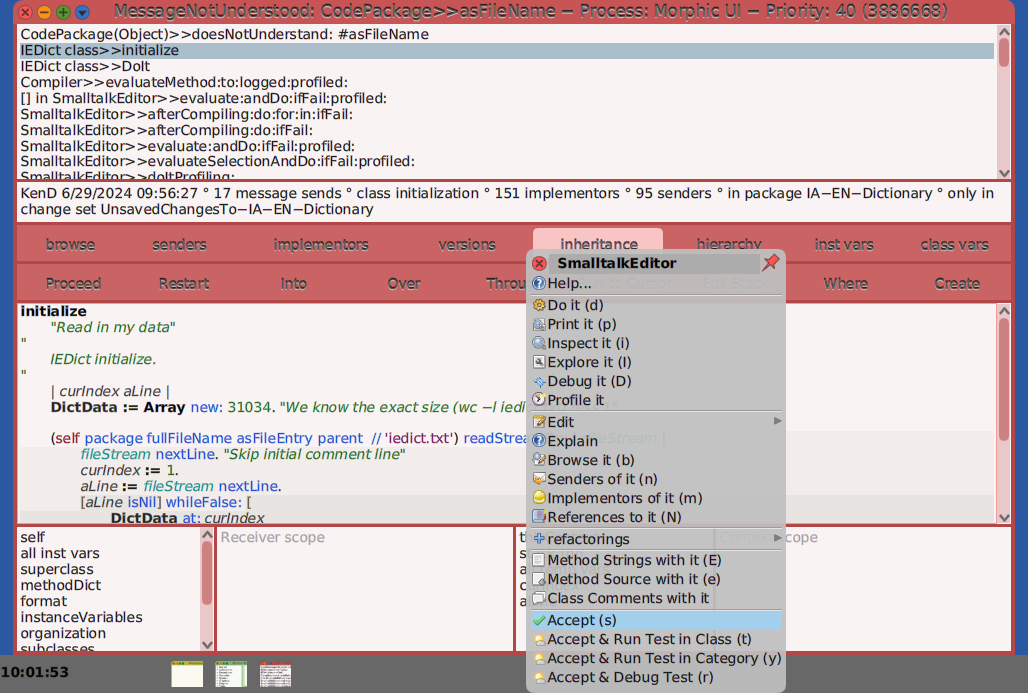 MessageNotUnderstood: CodePackage>>asFileName − Process: Morphic UI − Priority: 40 (3886668)
CodePackage(Object)>>doesNotUnderstand: #asFileName
IEDict class>>initialize
IEDict class>>DoIt
Compiler>>evaluateMethod:to:logged:profiled:
[] in SmalltalkEditor>>evaluate:andDo:ifFail:profiled:
SmalltalkEditor>>afterCompiling:do:for:in:ifFail:
SmalltalkEditor>>afterCompiling:do:ifFail:
SmalltalkEditor>>evaluate:andDo:ifFail:profiled:
SmalltalkEditor>>evaluateSelectionAndDo:ifFail:profiled:
SmalltalkEditor>>doItProfiling:
KenD 6/29/2024 09:56:27 ° 17 message sends ° class initialization ° 151 implementors ° 95 senders ° in package IA−EN−Dictionary ° only in
change set UnsavedChangesTo−IA−EN−Dictionary
browse senders implementors versions inheritance hierarchy inst vars class vars
Proceed Restart Into Over Throu Where Create
initialize
"Read in my data"
"
IEDict initialize.
"
| curIndex aLine |
DictData := Array new: 31034. "We know the exact size (wc −l iedi
(self package fullFileName asFileEntry parent // 'iedict.txt') readStrea
fileStream nextLine. "Skip initial comment line"
curIndex := 1.
aLine := fileStream nextLine.
[aLine isNil] whileFalse: [
DictData at: curIndex
self
all inst vars
superclass
methodDict
format
instanceVariables
organization
subclasses
Receiver scope
SmalltalkEditor
Help...
Do it (d)
Print it (p)
Inspect it (i)
Explore it (I)
Debug it (D)
Profile it
Edit
Explain
Browse it (b)
Senders of it (n)
Implementors of it (m)
References to it (N)
refactorings
Method Strings with it (E)
Method Source with it (e)
Class Comments with it
Accept (s)
Accept & Run Test in Class (t)
Accept & Run Test in Category (y)
Accept & Debug Test (r)
10:01:53